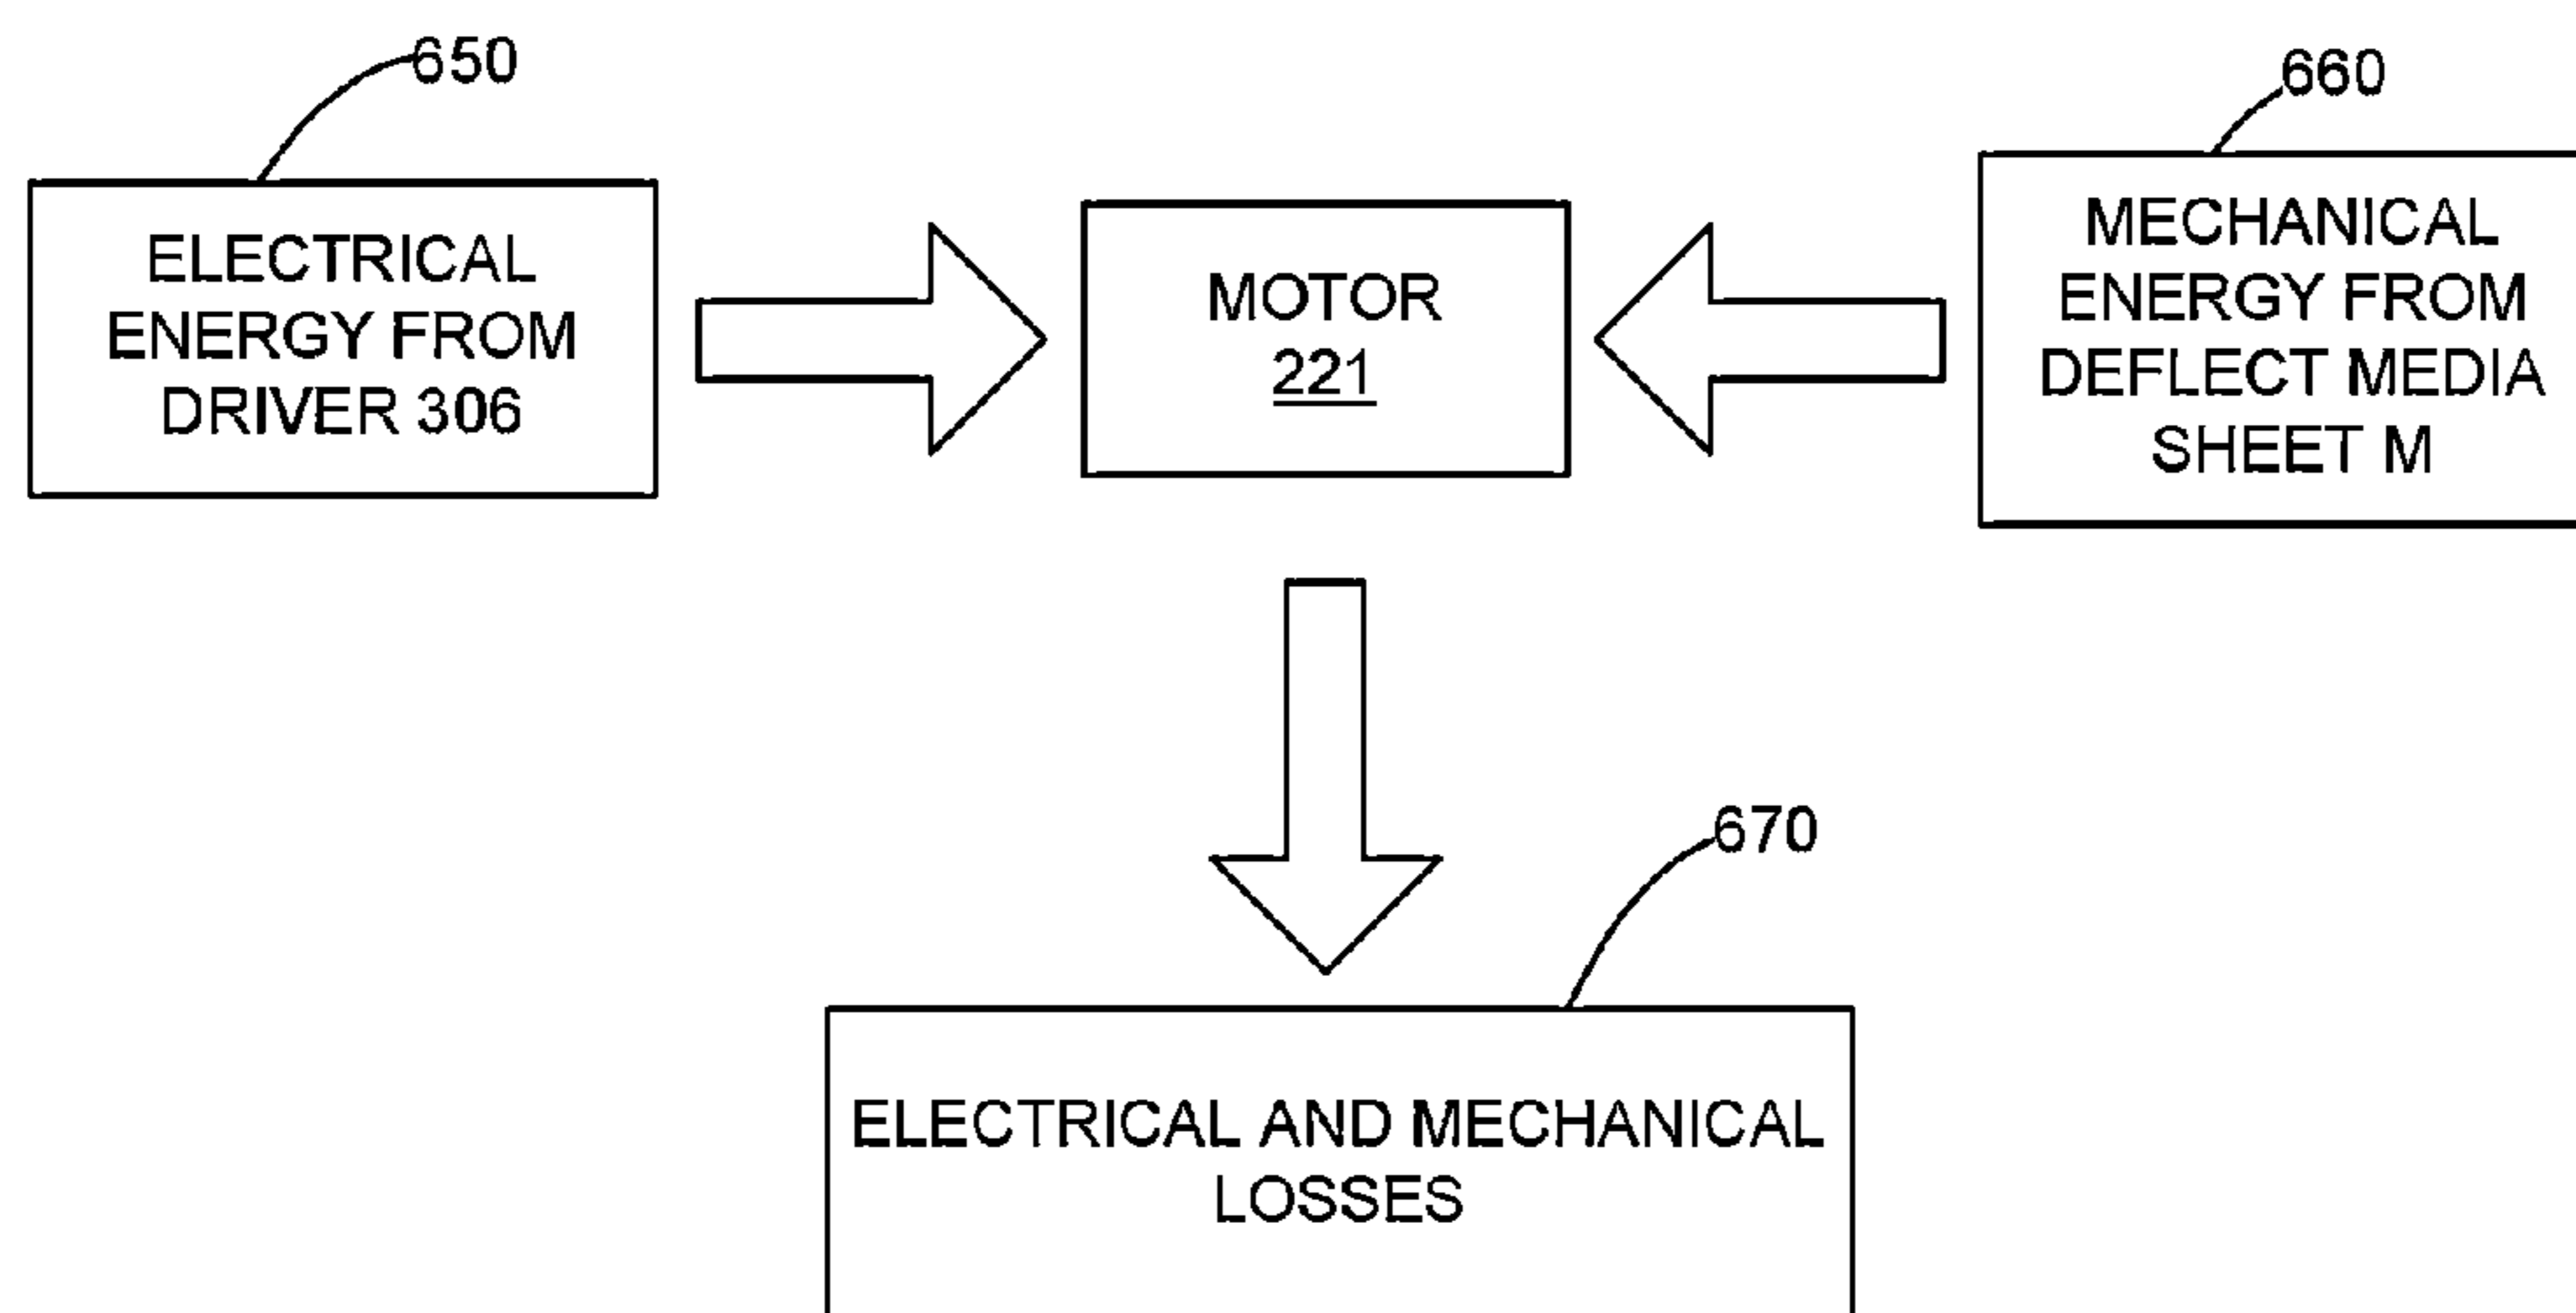 650
ELECTRICAL
ENERGY FROM
DRIVER 306
MOTOR
221
660
MECHANICAL
ENERGY FROM
DEFLECT MEDIA
SHEET M
670
ELECTRICAL AND MECHANICAL
LOSSES